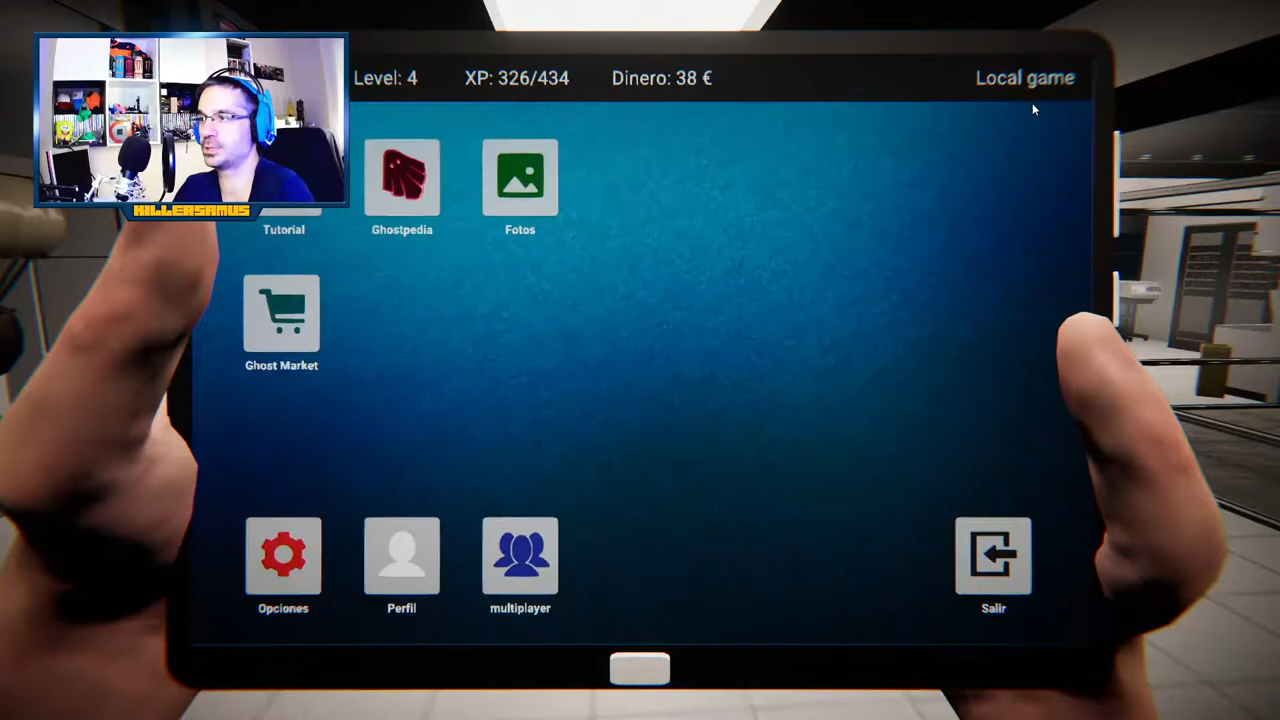 Level: 4 XP: 326/434 Dinero: 38 € Local game
KILLERSAMUS
Tutorial Ghostpedia Fotos
Ghost Market
Opciones Perfil multiplayer Salir